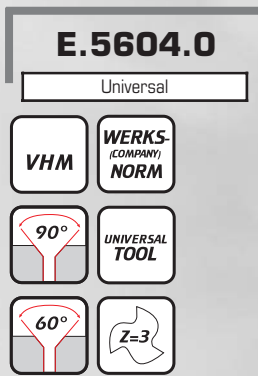 E.5604.0
Universal
VHM
WERKS-
(COMPANY)
NORM
90°
UNIVERSAL
TOOL
60°
Z=3